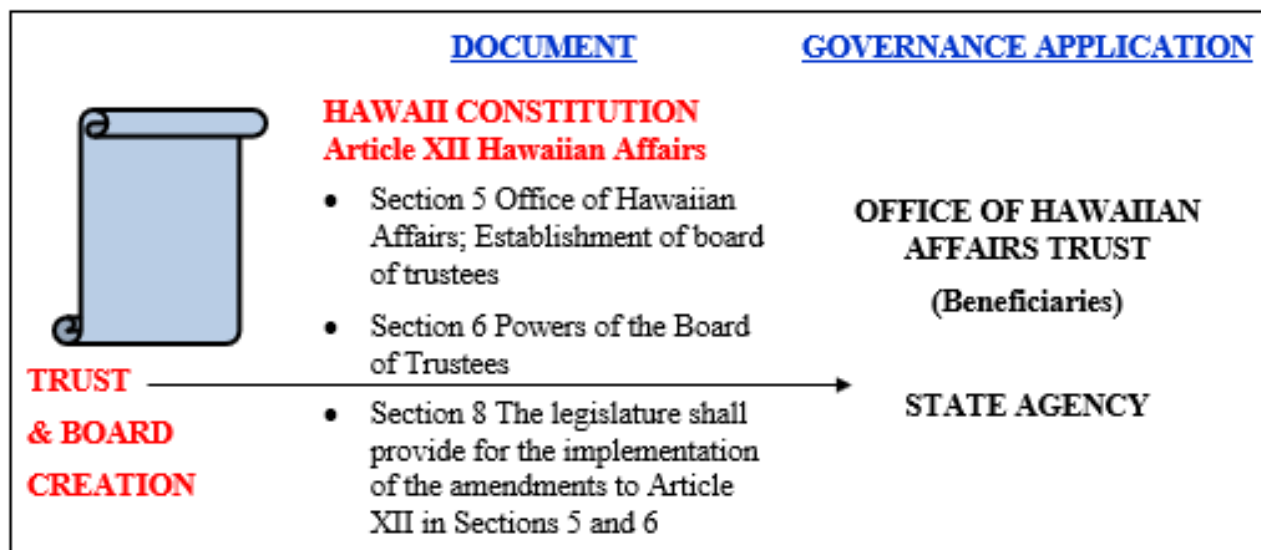 DOCUMENT
GOVERNANCE APPLICATION
HAWAII CONSTITUTION
Article XII Hawaiian Affairs
• Section 5 Office of Hawaiian
Affairs; Establishment of board
of trustees
• Section 6 Powers of the Board
of Trustees
• Section 8 The legislature shall
provide for the implementation
of the amendments to Article
XII in Sections 5 and 6
OFFICE OF HAWAIIAN
AFFAIRS TRUST
(Beneficiaries)
STATE AGENCY
TRUST
& BOARD
CREATION